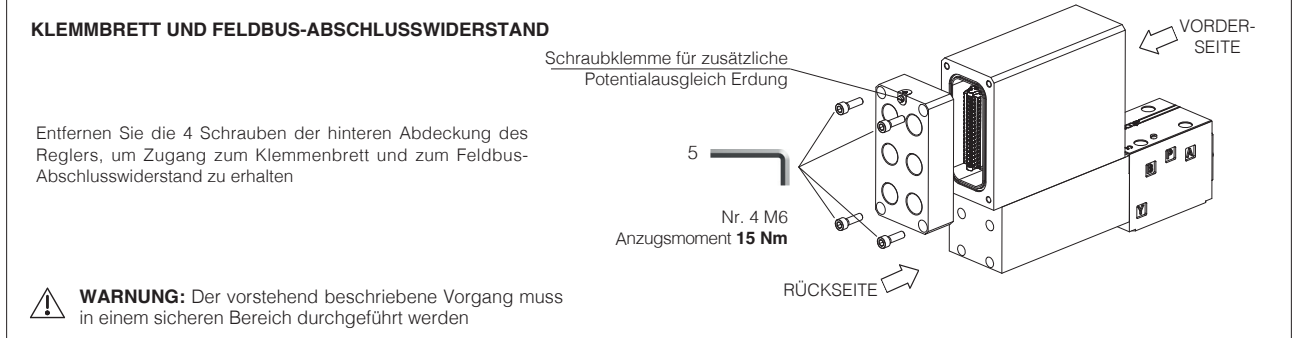 KLEMMBRETT UND FELDBUS-ABSCHLUSSWIDERSTAND
Schraubklemme für zusätzliche
Potentialausgleich Erdung
VORDER-
SEITE
Entfernen Sie die 4 Schrauben der hinteren Abdeckung des
Reglers, um Zugang zum Klemmenbrett und zum Feldbus-
Abschlusswiderstand zu erhalten
5
B P A
Y
Nr. 4 M6
Anzugsmoment 15 Nm
RÜCKSEITE
WARNUNG: Der vorstehend beschriebene Vorgang muss
in einem sicheren Bereich durchgeführt werden